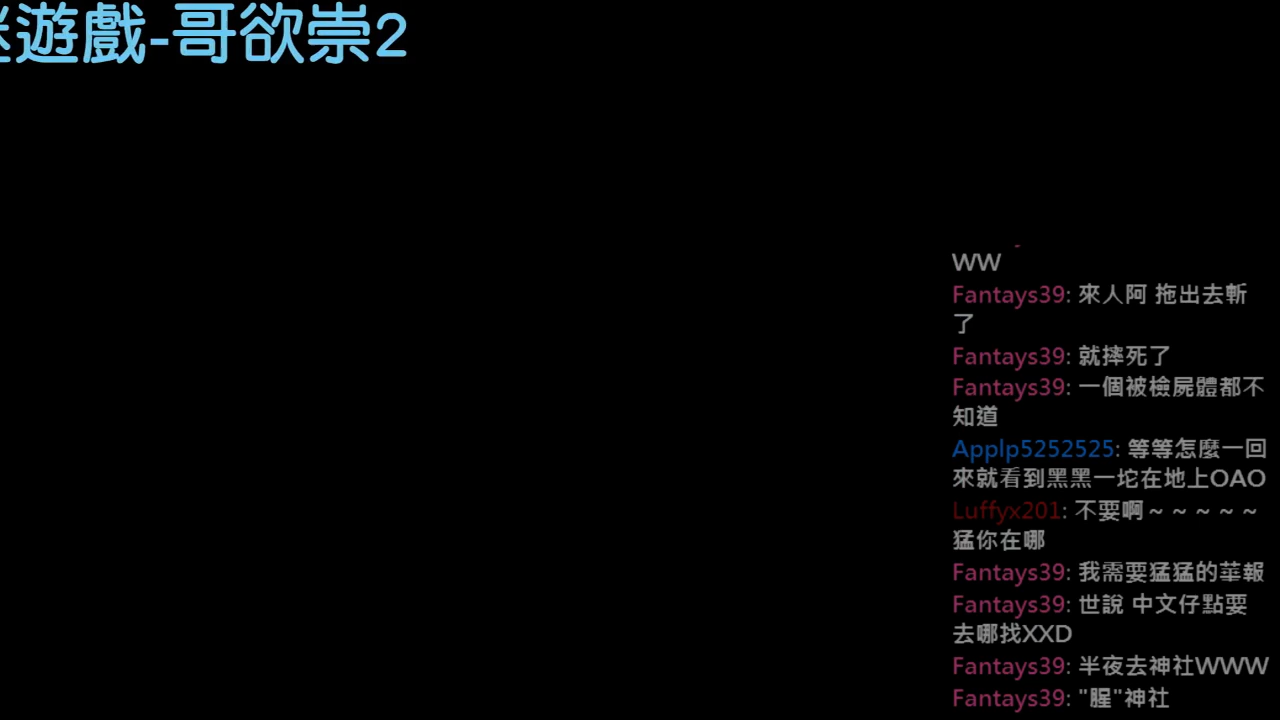 遊戲-哥欲崇2
WW
Fantays39: 來人阿 拖出去斬
了
Fantays39: 就摔死了
Fantays39: 一個被檢屍體都不
知道
Applp5252525: 等等怎麼一回
來就看到黑黑一坨在地上OAO
Luffyx201: 不要啊~~~~~
猛你在哪
Fantays39: 我需要猛猛的華報
Fantays39: 世說 中文仔點要
去哪找XXD
Fantays39: 半夜去神社WWW
Fantays39: "腥"神社